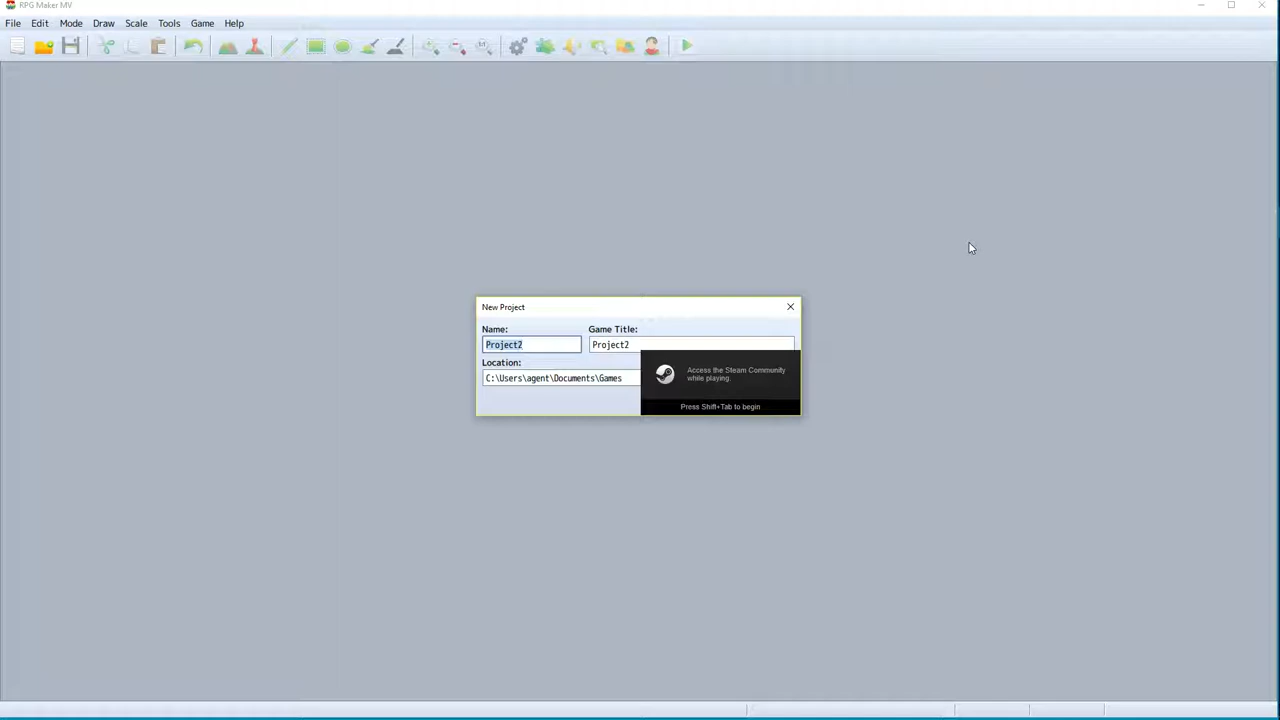 RPG Maker MV
File Edit Mode Draw Scale Tools Game Help
New Project
Name: Game Title:
Project2 Project2
Location:
C:\Users\agent\Documents\Games
Access the Steam Community
while playing.
Press Shift+Tab to begin